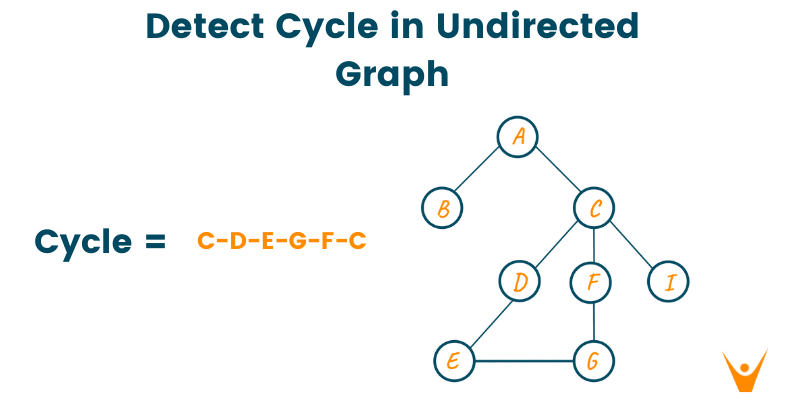 Detect Cycle in Undirected
Graph
A
B
C
Cycle = C-D-E-G-F-C
D
F
I
E
G